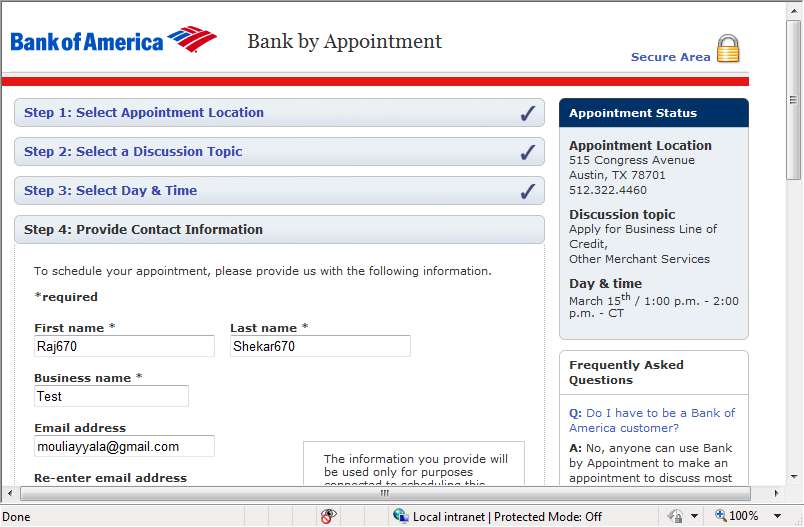 Bank of America
Bank by Appointment
Secure Area
Step 1: Select Appointment Location
Step 2: Select a Discussion Topic
Step 3: Select Day & Time
Step 4: Provide Contact Information
To schedule your appointment, please provide us with the following information.
*required
First name *
Last name *
Raj670
Shekar670
Business name *
Test
Email address
mouliayyala@gmail.com
Re-enter email address
The information you provide will
be used only for purposes
connected to scheduling this
Appointment Status
Appointment Location
515 Congress Avenue
Austin, TX 78701
512.322.4460
Discussion topic
Apply for Business Line of
Credit,
Other Merchant Services
Day & time
March 15th / 1:00 p.m. - 2:00
p.m. - CT
Frequently Asked
Questions
Q: Do I have to be a Bank of
America customer?
A: No, anyone can use Bank
by Appointment to make an
appointment to discuss most
Done
Local intranet | Protected Mode: Off
100%